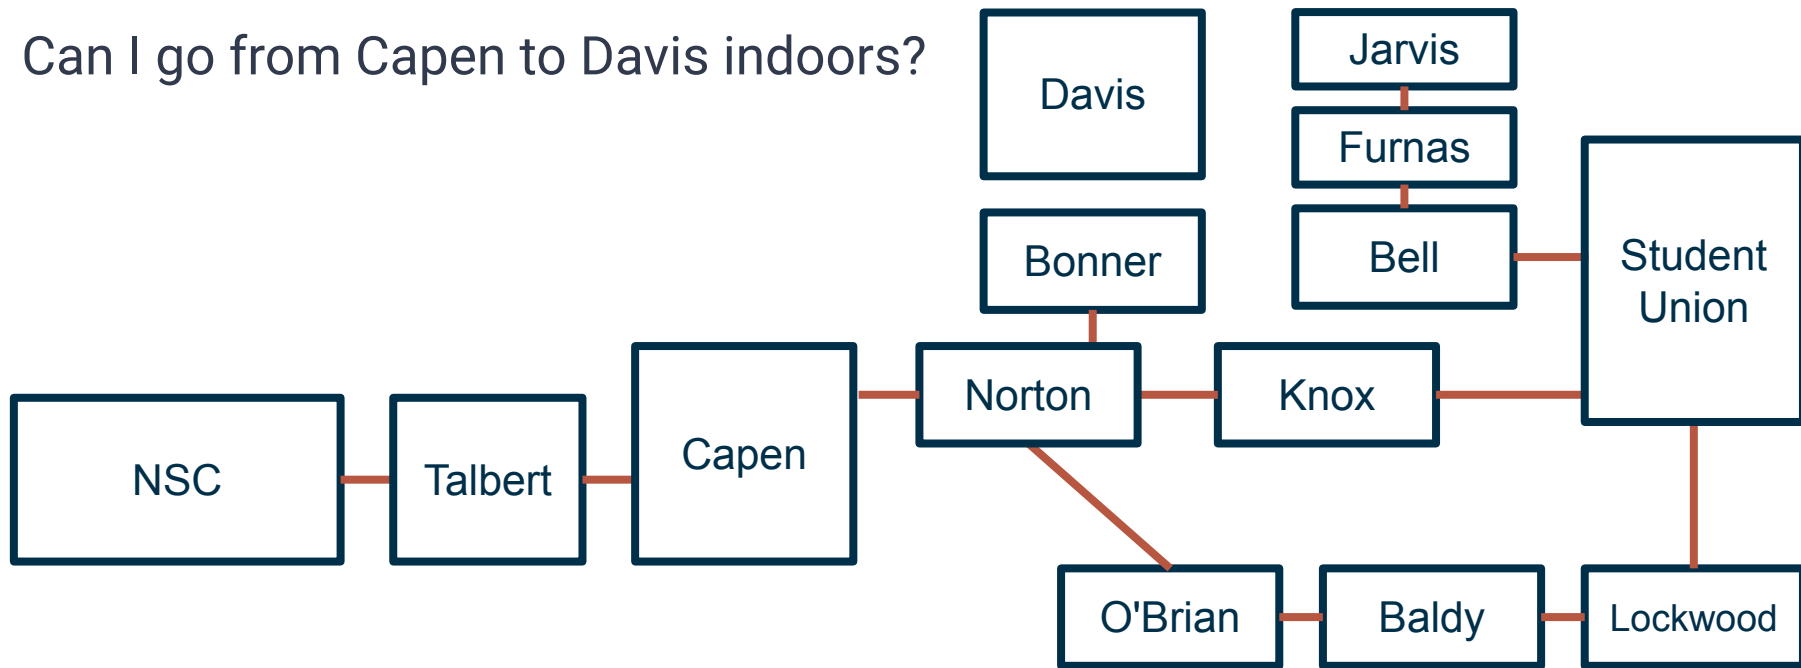 Can I go from Capen to Davis indoors?
Jarvis
Davis
Furnas
Bonner
Bell
Student
Union
Norton
Knox
Capen
NSC
Talbert
O'Brian
Baldy
Lockwood